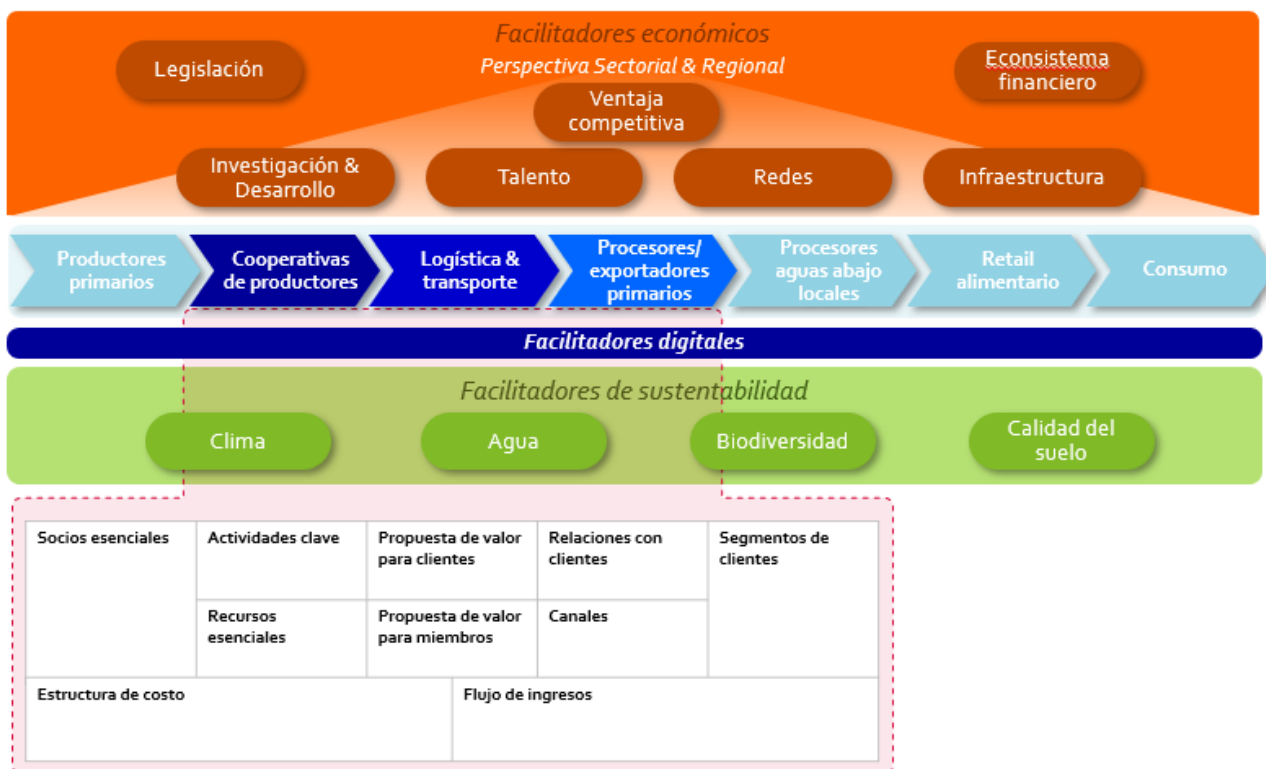 Facilitadores económicos
Perspectiva Sectorial & Regional
Legislación
Econsistema
financiero
Ventaja
competitiva
Investigación &
Desarrollo
Talento
Redes
Infraestructura
Productores
primarios
Cooperativas
de productores
Logística &
transporte
Procesores/
exportadores
primarios
Procesores
aguas abajo
locales
Retail
alimentario
Consumo
Facilitadores digitales
Facilitadores de sustentabilidad
Clima
Agua
Biodiversidad
Calidad del
suelo
Socios esenciales
Actividades clave
Propuesta de valor
para clientes
Relaciones con
clientes
Segmentos de
clientes
Recursos
esenciales
Propuesta de valor
para miembros
Canales
Estructura de costo
Flujo de ingresos